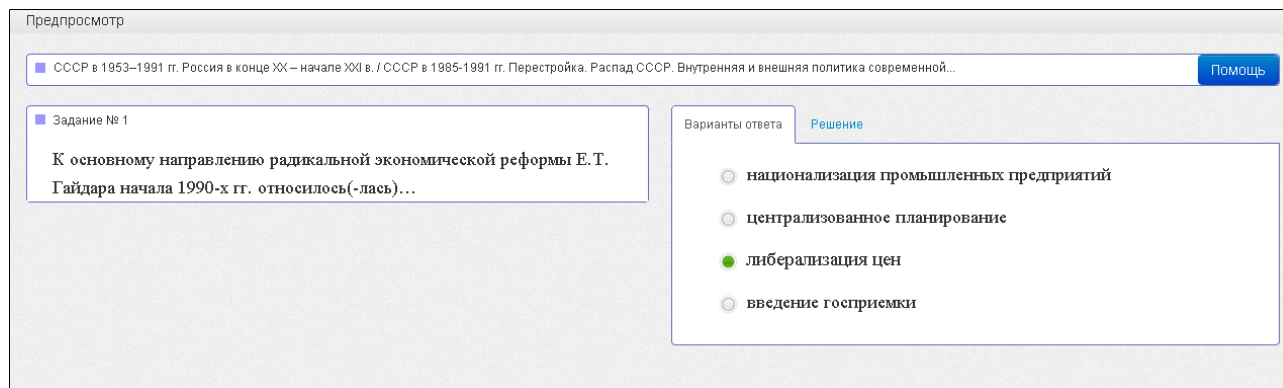 Предпросмотр
СССР в 1953–1991 гг. Россия в конце XX – начале XXI в. / СССР в 1985-1991 гг. Перестройка. Распад СССР. Внутренняя и внешняя политика современной...
Помощь
Задание № 1
К основному направлению радикальной экономической реформы Е.Т.
Гайдара начала 1990-х гг. относилось(-лась)…
Варианты ответа
Решение
национализация промышленных предприятий
централизованное планирование
либерализация цен
введение госприемки